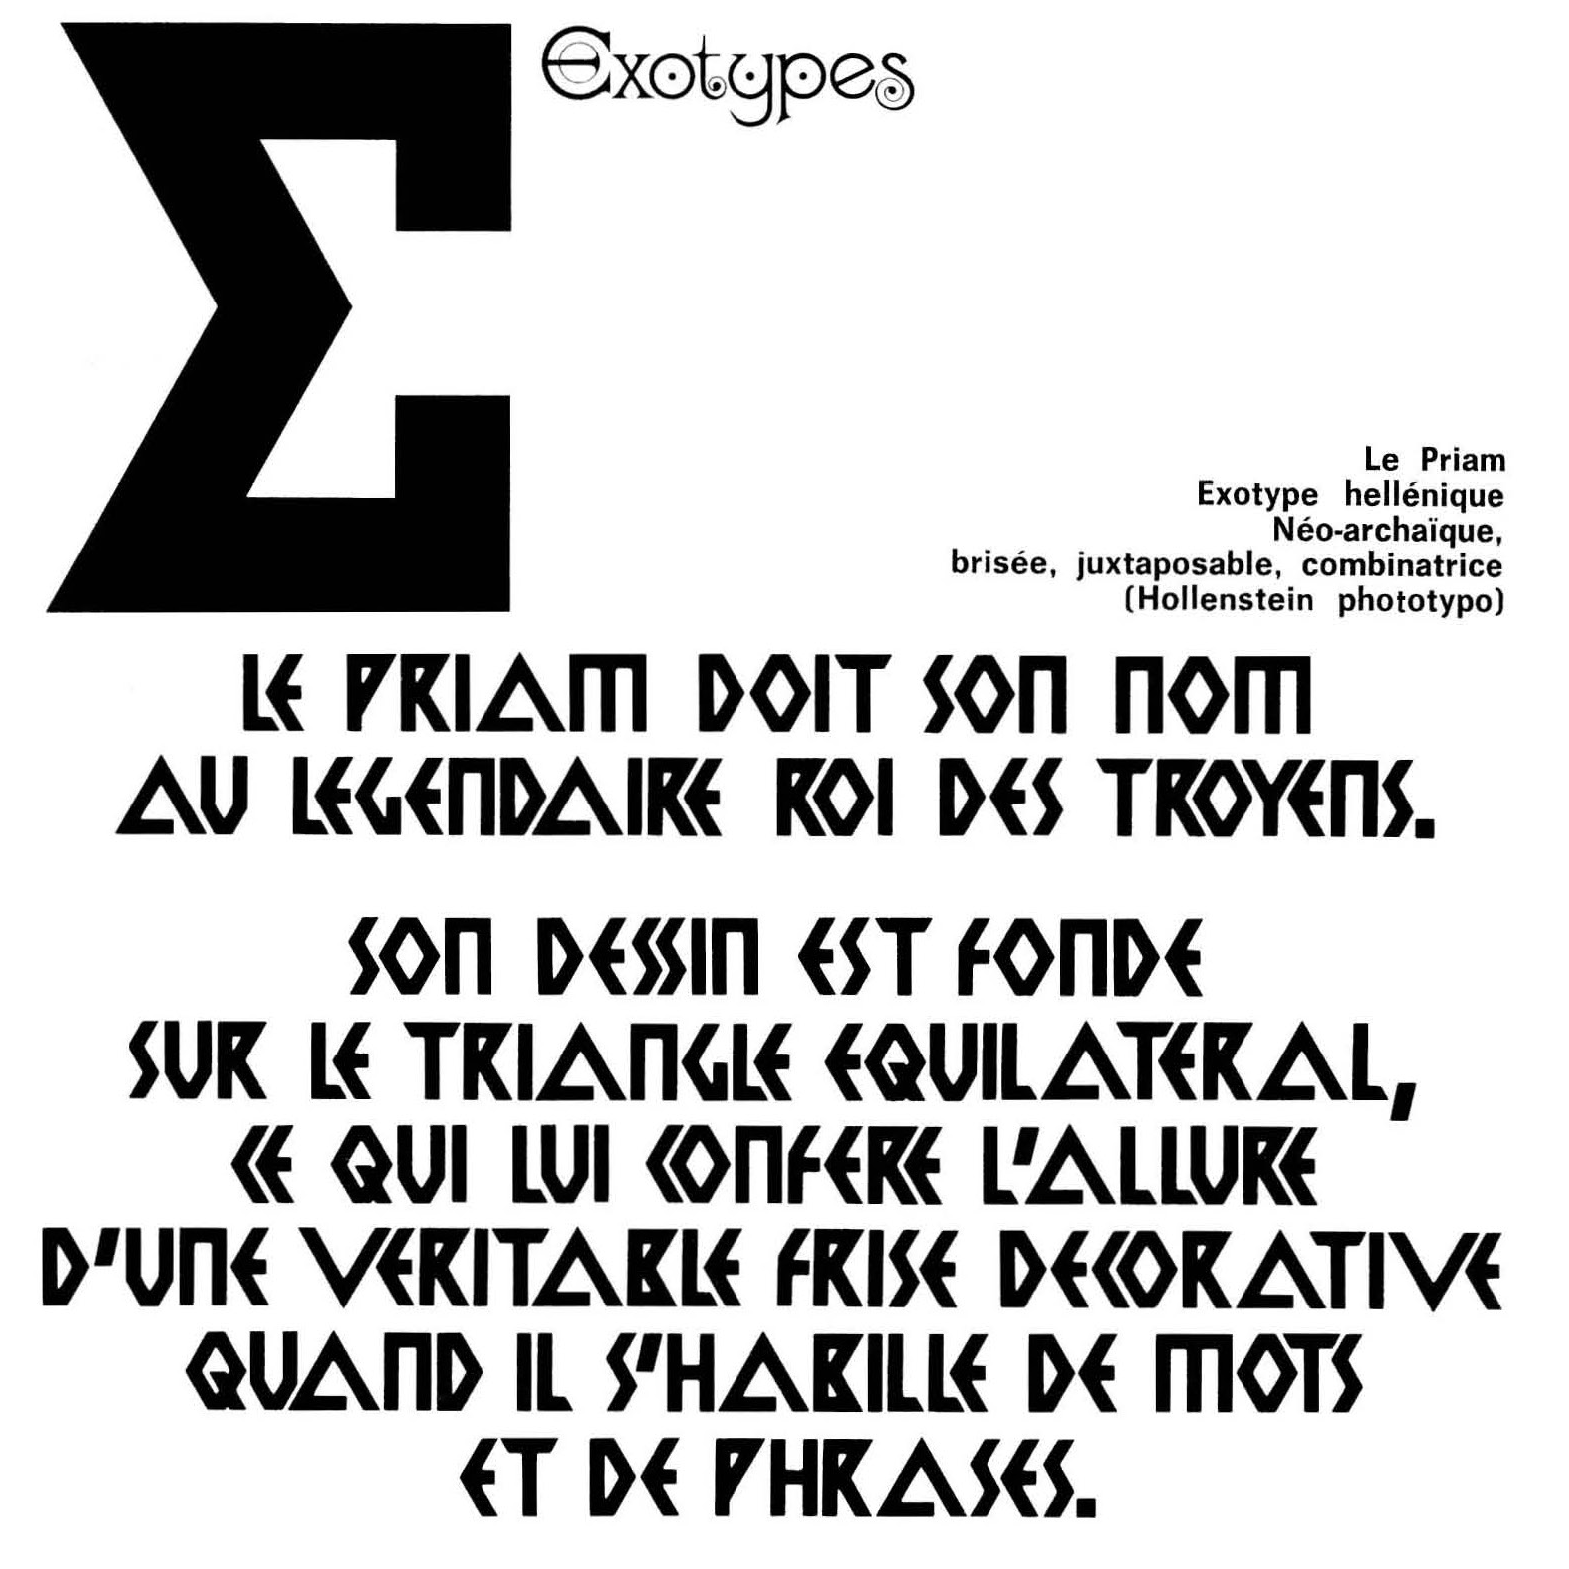 Σ
Exotypes
Le Priam
Exotype hellénique
Néo-archaïque,
brisée, juxtaposable, combinatrice
(Hollenstein phototypo)
LE PRIAM DOIT SON NOM
AU LEGENDAIRE ROI DES TROYENS.
SON DESSIN EST FONDE
SUR LE TRIANGLE EQUILATERAL,
CE QUI LUI CONFERE L'ALLURE
D'UNE VERITABLE FRISE DECORATIVE
QUAND IL S'HABILLE DE MOTS
ET DE PHRASES.